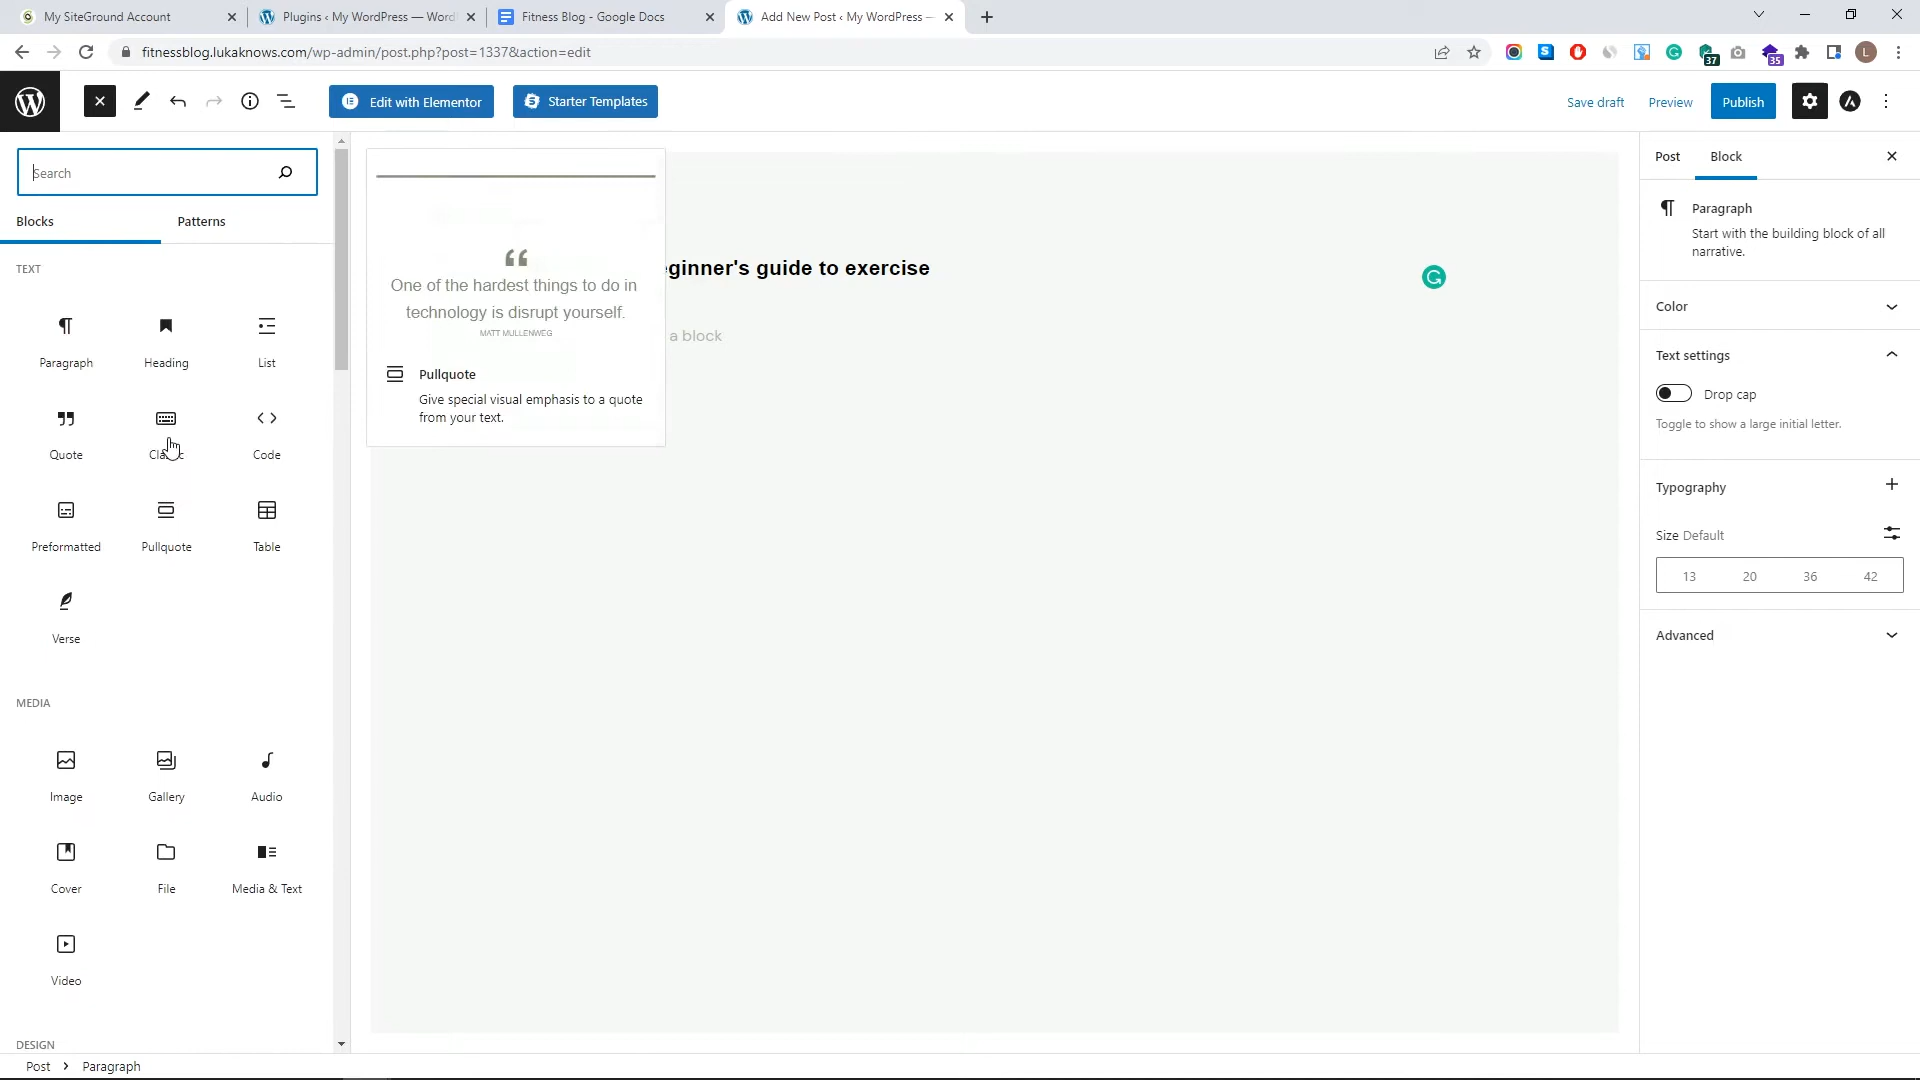 My SiteGround Account
Plugins ‹ My WordPress — Word
Fitness Blog - Google Docs
Add New Post ‹ My WordPress —
fitnessblog.lukaknows.com/wp-admin/post.php?post=1337&action=edit
37
35
L
Edit with Elementor
Starter Templates
Save draft
Preview
Publish
Search
Blocks
Patterns
TEXT
Paragraph
Heading
List
Quote
Code
Preformatted
Pullquote
Table
Verse
MEDIA
Image
Gallery
Audio
Cover
File
Media & Text
Video
DESIGN
Post
Paragraph
“
One of the hardest things to do in
technology is disrupt yourself.
MATT MULLENWEG
Pullquote
Give special visual emphasis to a quote
from your text.
eginner's guide to exercise
a block
Post
Block
Paragraph
Start with the building block of all
narrative.
Color
Text settings
Drop cap
Toggle to show a large initial letter.
Typography
Size Default
13 20 36 42
Advanced